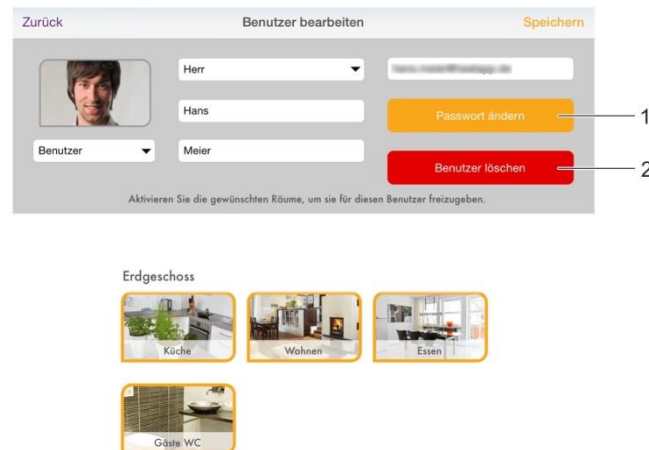 Zurück Benutzer bearbeiten Speichern
Herr
Hans
Passwort ändern 1
Benutzer Meier
Benutzer löschen 2
Aktivieren Sie die gewünschten Räume, um sie für diesen Benutzer freizugeben.
Erdgeschoss
Küche Wohnen Essen
Gäste WC